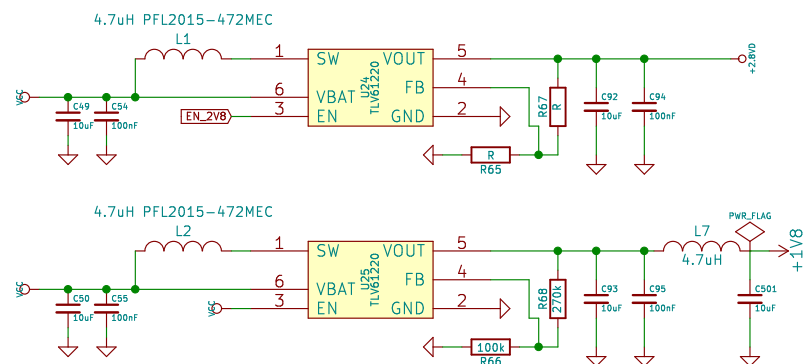 4.7uH PFL2015-472MEC
L1
1 SW VOUT 5
+2.8VD
VCC
C49 10uF
C54 100nF
6 VBAT
3 EN
EN_2V8
U24
TLV61220
FB 4
GND 2
R67 R
C92 10uF
C94 100nF
R
R65
4.7uH PFL2015-472MEC
L2
1 SW VOUT 5
PWR_FLAG
L7
4.7uH
+1V8
VCC
C50 10uF
C55 100nF
6 VBAT
3 EN
VCC
U25
TLV61220
FB 4
GND 2
R68 270k
C93 10uF
C95 100nF
C501 10uF
100k
R66